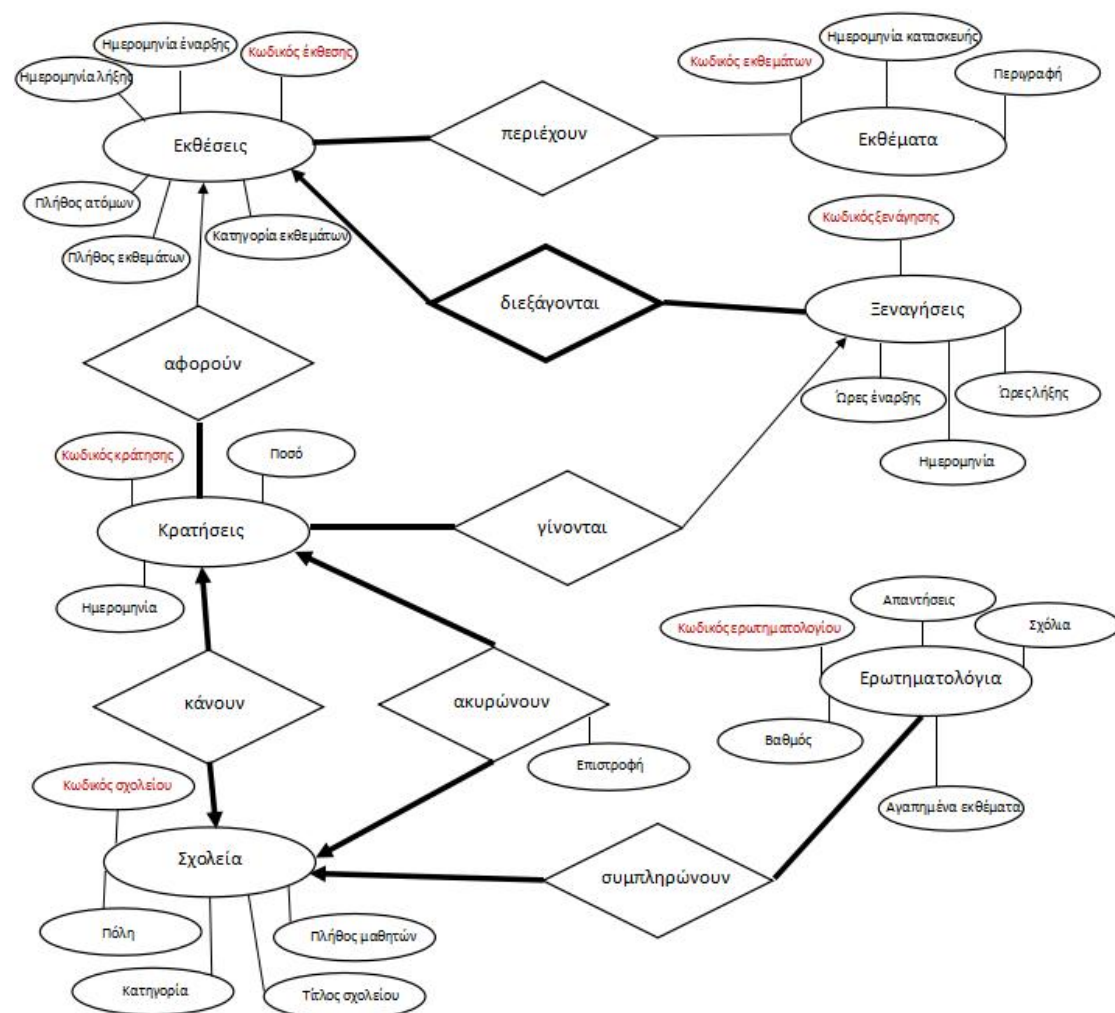 Ημερομηνία έναρξης
Κωδικός έκθεσης
Ημερομηνία λήξης
Εκθέσεις
Πλήθος ατόμων
Πλήθος εκθεμάτων
Κατηγορία εκθεμάτων
περιέχουν
Κωδικός εκθεμάτων
Ημερομηνία κατασκευής
Περιγραφή
Εκθέματα
Κωδικός ξενάγησης
διεξάγονται
Ξεναγήσεις
Ώρες έναρξης
Ώρες λήξης
Ημερομηνία
αφορούν
Κωδικός κράτησης
Ποσό
Κρατήσεις
Ημερομηνία
γίνονται
κάνουν
ακυρώνουν
Επιστροφή
Απαντήσεις
Κωδικός ερωτηματολογίου
Σχόλια
Ερωτηματολόγια
Βαθμός
Αγαπημένα εκθέματα
Κωδικός σχολείου
Σχολεία
συμπληρώνουν
Πόλη
Πλήθος μαθητών
Κατηγορία
Τίτλος σχολείου